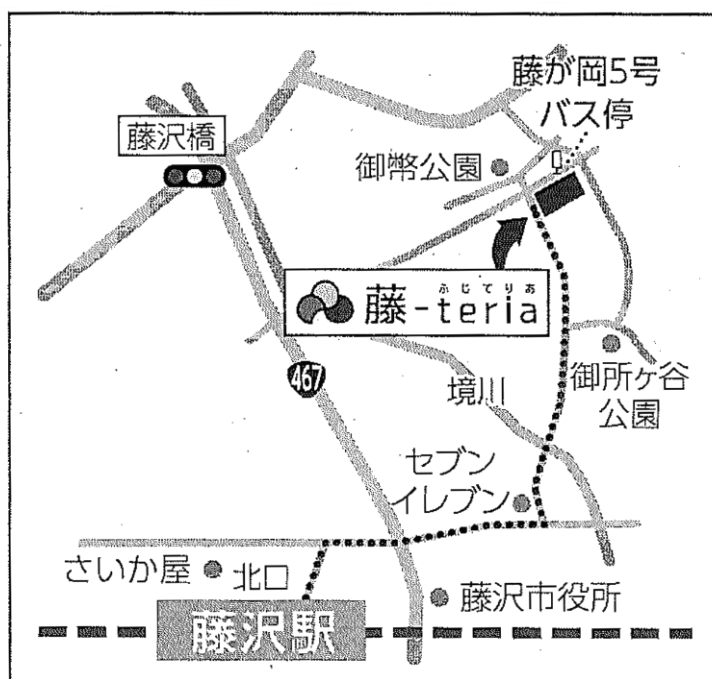 藤が岡5号
バス停
藤沢橋
御幣公園
ふじてりあ
藤-teria
467
境川
御所ヶ谷
公園
セブン
イレブン
さいか屋
北口
藤沢市役所
藤沢駅